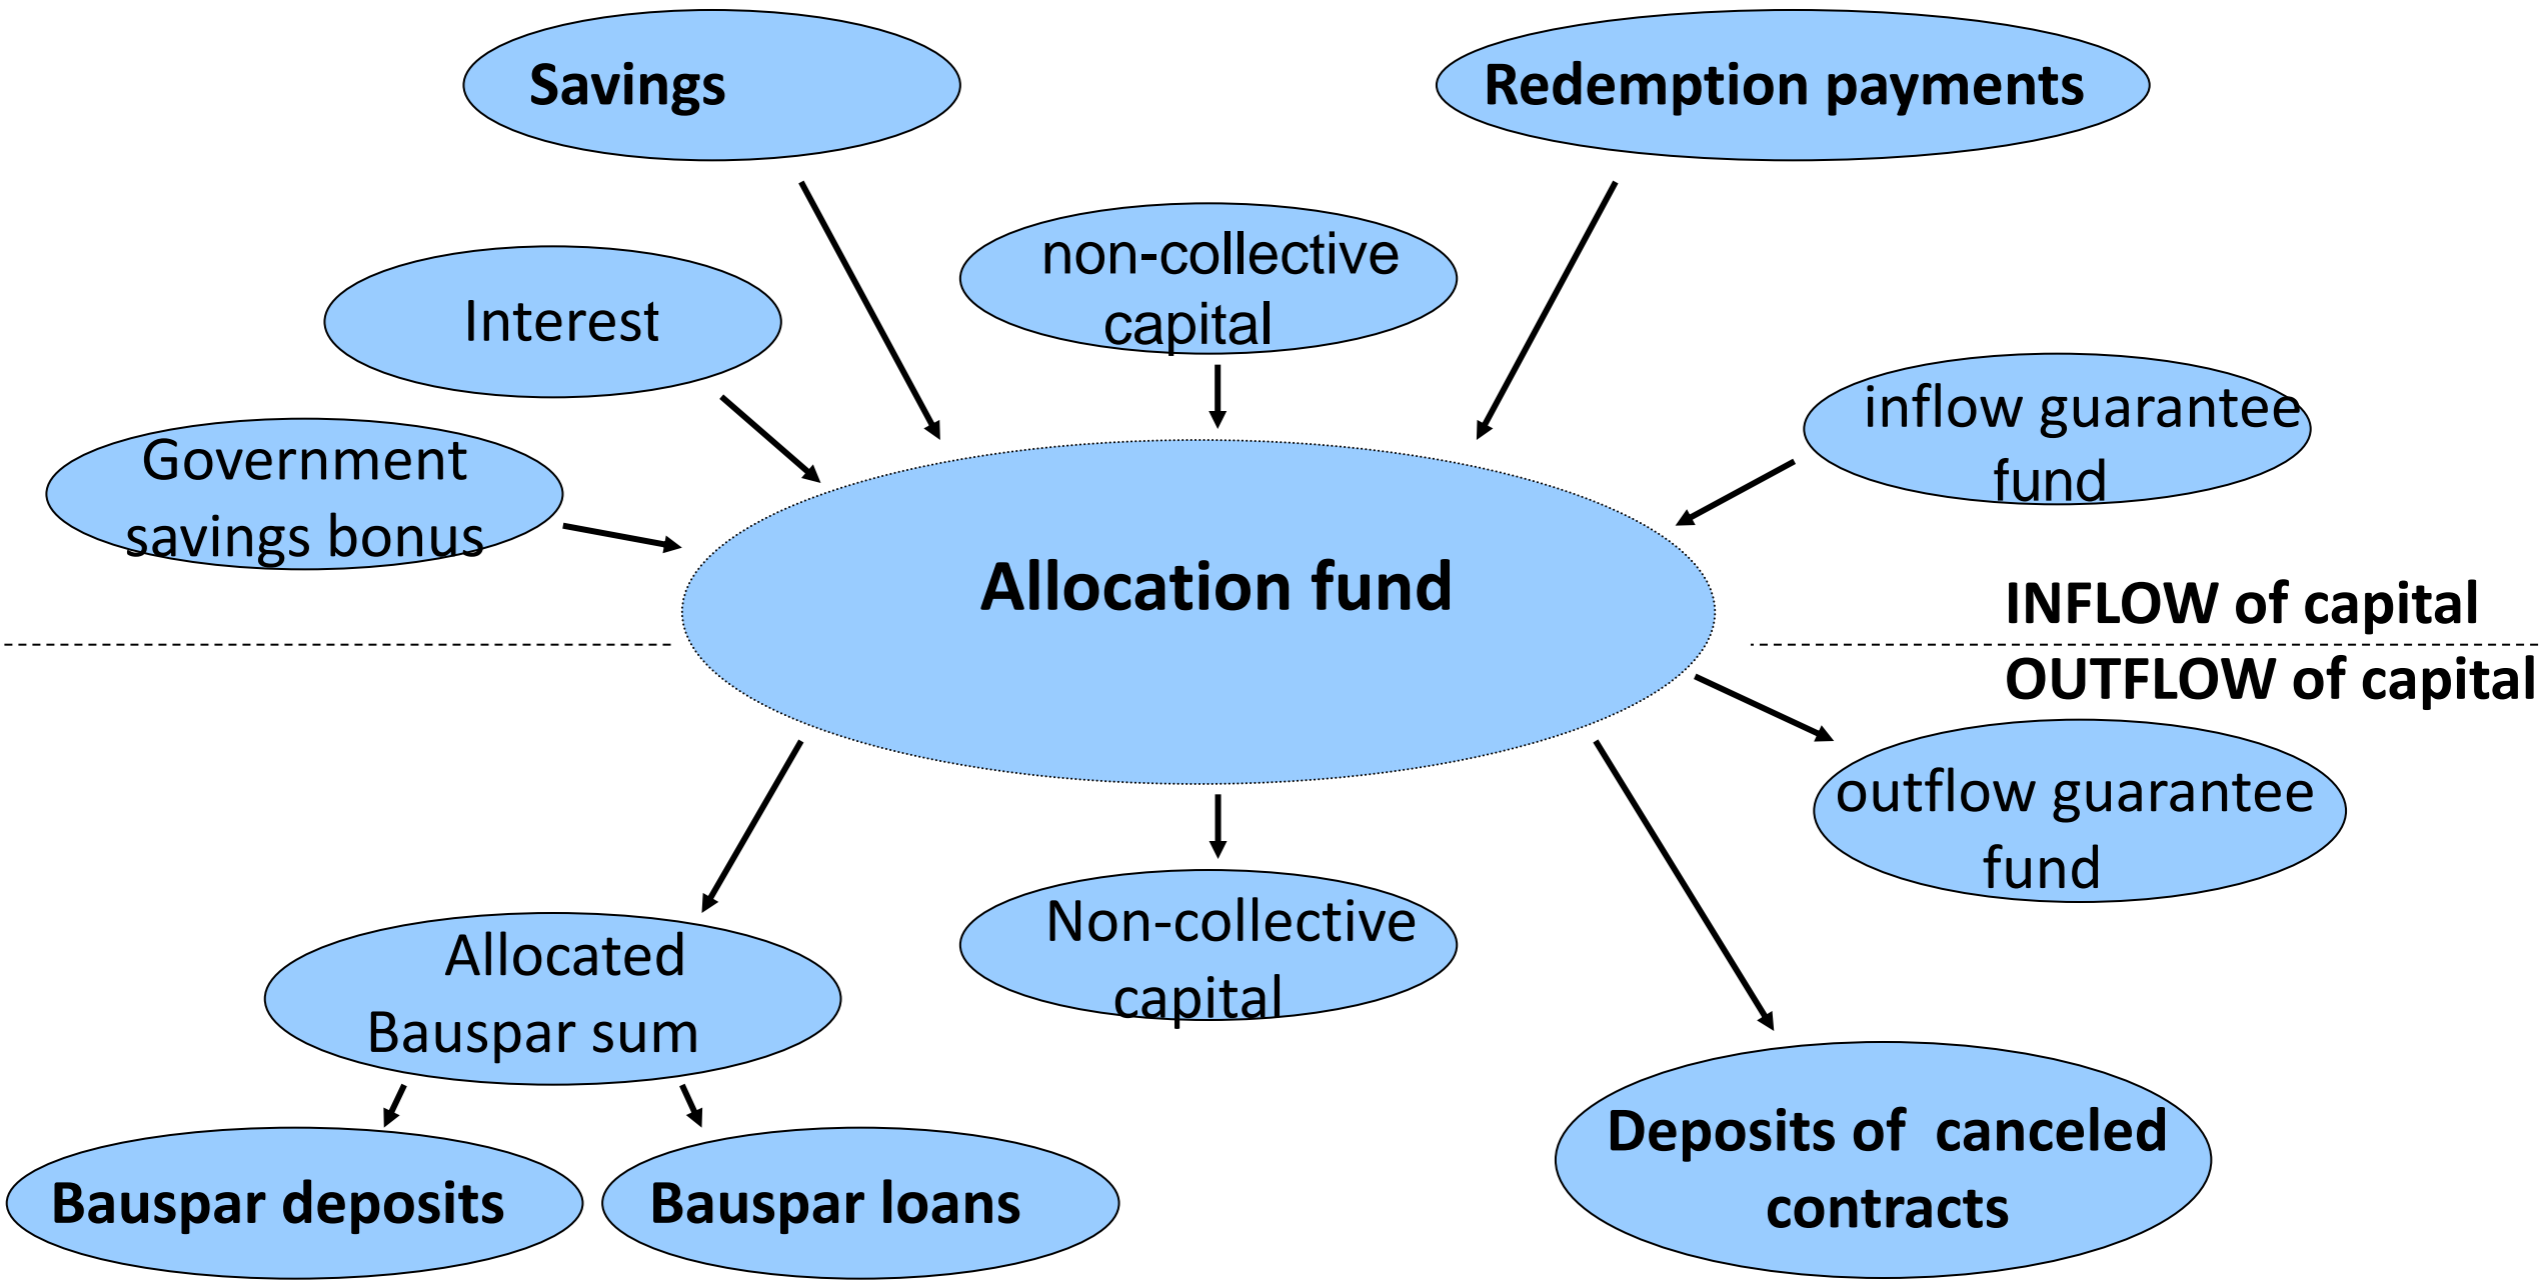 Savings
Redemption payments
non-collective
capital
Interest
inflow guarantee
fund
Government
savings bonus
Allocation fund
INFLOW of capital
OUTFLOW of capital
outflow guarantee
fund
Non-collective
capital
Allocated
Bauspar sum
Deposits of  canceled
contracts
Bauspar deposits
Bauspar loans